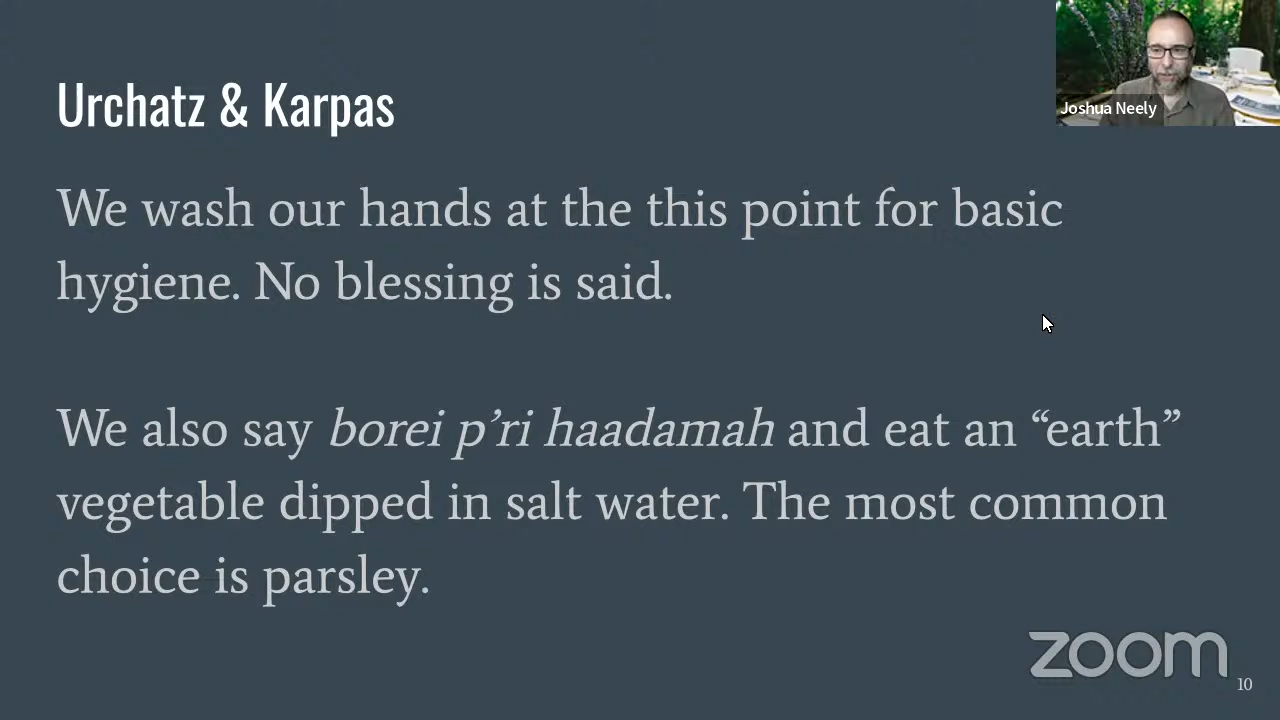 Urchatz & Karpas
Joshua Neely
We wash our hands at the this point for basic
hygiene. No blessing is said.
We also say borei p’ri haadamah and eat an “earth”
vegetable dipped in salt water. The most common
choice is parsley.
zoom
10